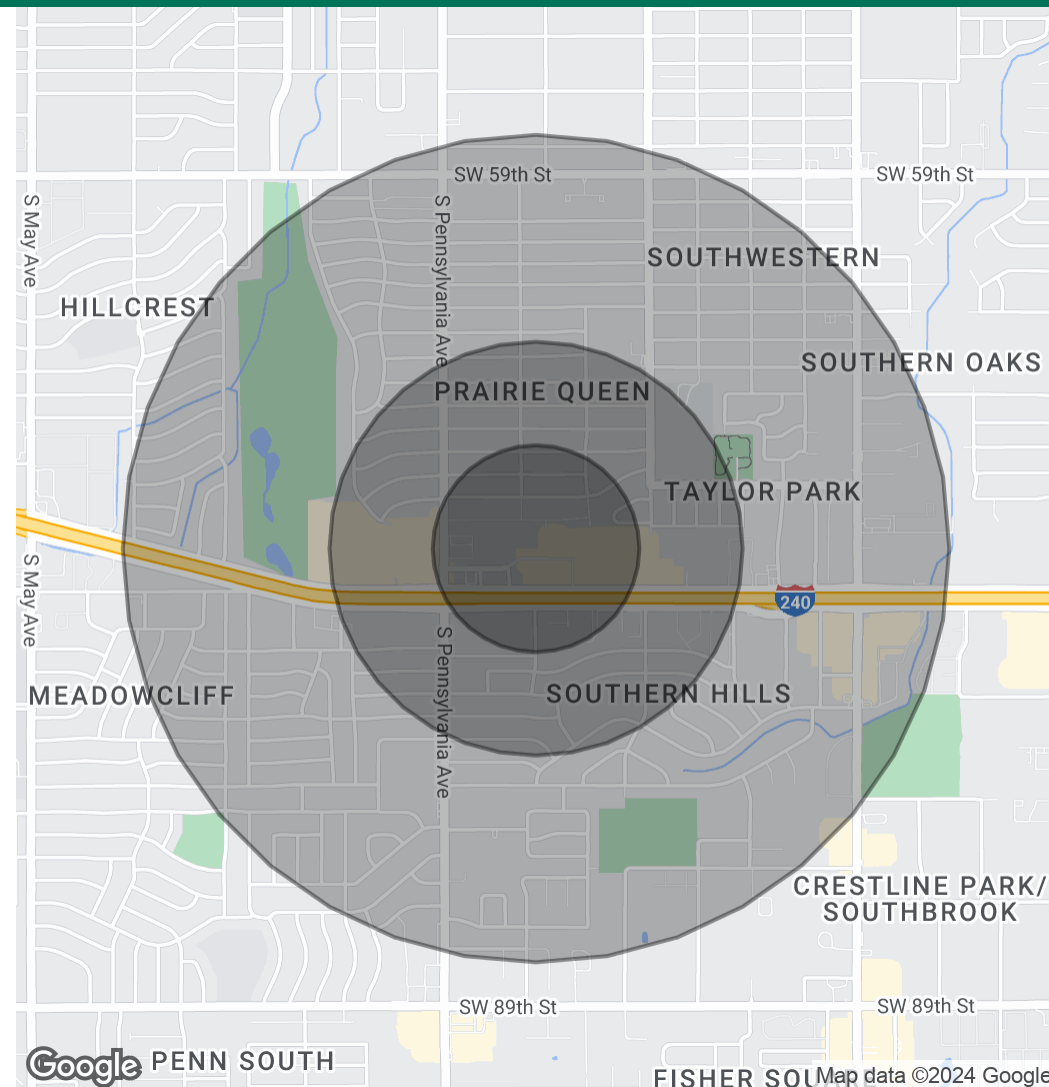 SW 59th St
SW 59th St
S May Ave
S Pennsylvania Ave
SOUTHWESTERN
HILLCREST
SOUTHERN OAKS
PRAIRIE QUEEN
TAYLOR PARK
S May Ave
240
S Pennsylvania Ave
MEADOWCLIFF
SOUTHERN HILLS
CRESTLINE PARK/
SOUTHBROOK
SW 89th St
SW 89th St
Google
PENN SOUTH
FISHER SQUARE
Map data ©2024 Google